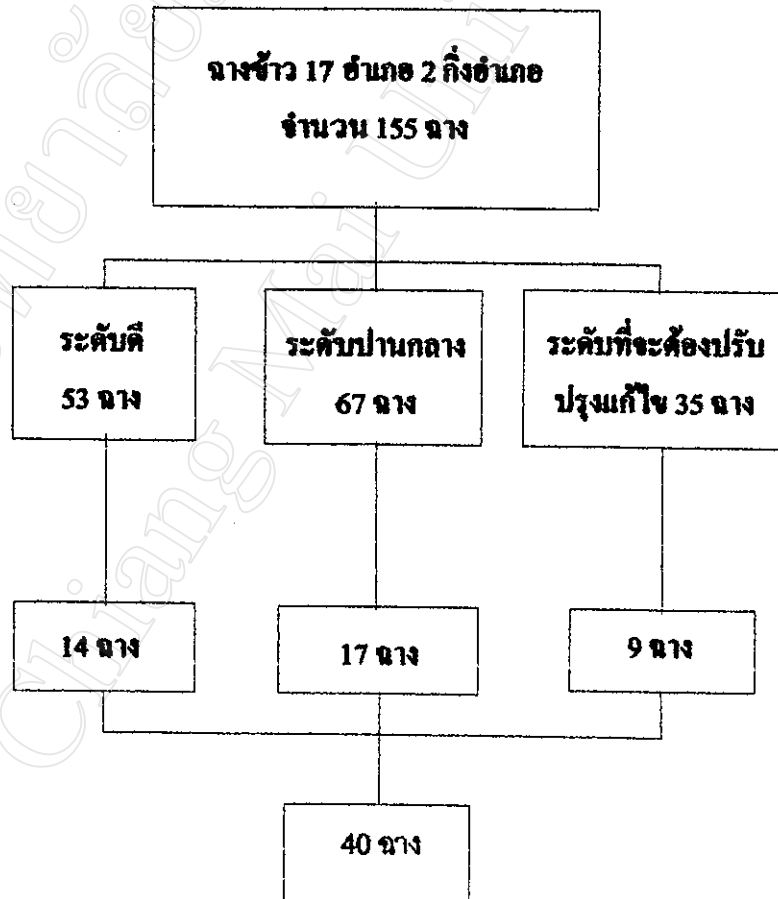 ฉางข้าว 17 อำเภอ 2 กิ่งอำเภอ
จำนวน 155 ฉาง
ระดับดี
53 ฉาง
ระดับปานกลาง
67 ฉาง
ระดับที่จะต้องปรับ
ปรุงแก้ไข 35 ฉาง
14 ฉาง
17 ฉาง
9 ฉาง
40 ฉาง
Chiang Mai Uni